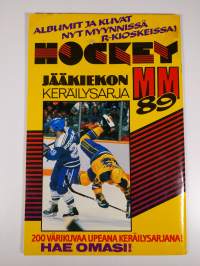 ALBUMIT JA KUVAT
NYT MYYNNISSÄ
R-KIOSKEISSA!
HOCKEY
JÄÄKIEKON
KERÄILYSARJA
MM
89
200 VÄRIKUVAA UPEANA KERÄILYSARJANA!
HAE OMASI!